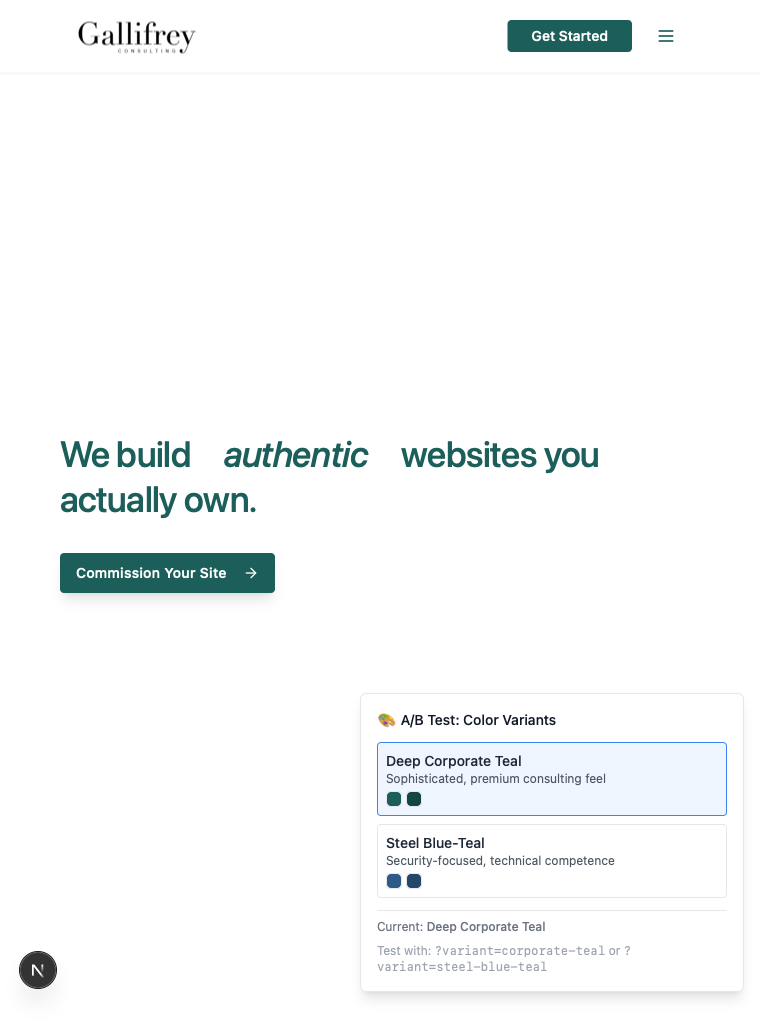 Gallifrey
CONSULTING
Get Started
We build authentic websites you
actually own.
Commission Your Site
A/B Test: Color Variants
Deep Corporate Teal
Sophisticated, premium consulting feel
Steel Blue-Teal
Security-focused, technical competence
Current: Deep Corporate Teal
Test with: ?variant=corporate-teal or ?
variant=steel-blue-teal
N